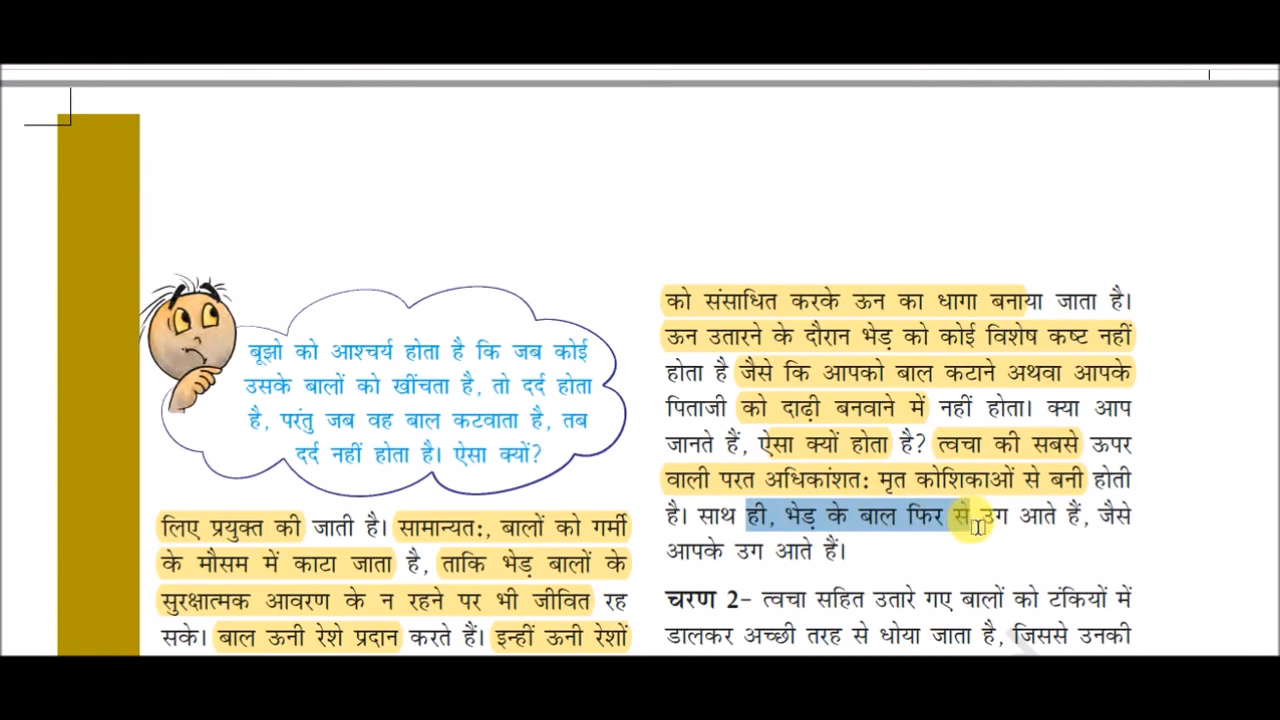 बूझो को आश्चर्य होता है कि जब कोई
उसके बालों को खींचता है, तो दर्द होता
है, परंतु जब वह बाल कटवाता है, तब
दर्द नहीं होता है। ऐसा क्यों?
लिए प्रयुक्त की जाती है। सामान्यत:, बालों को गर्मी
के मौसम में काटा जाता है, ताकि भेड़ बालों के
सुरक्षात्मक आवरण के न रहने पर भी जीवित रह
सके। बाल ऊनी रेशे प्रदान करते हैं। इन्हीं ऊनी रेशों
को संसाधित करके ऊन का धागा बनाया जाता है।
ऊन उतारने के दौरान भेड़ को कोई विशेष कष्ट नहीं
होता है जैसे कि आपको बाल कटाने अथवा आपके
पिताजी को दाढ़ी बनवाने में नहीं होता। क्या आप
जानते हैं, ऐसा क्यों होता है? त्वचा की सबसे ऊपर
वाली परत अधिकांशत: मृत कोशिकाओं से बनी होती
है। साथ ही, भेड़ के बाल फिर से उग आते हैं, जैसे
आपके उग आते हैं।
चरण 2- त्वचा सहित उतारे गए बालों को टंकियों में
डालकर अच्छी तरह से धोया जाता है, जिससे उनकी